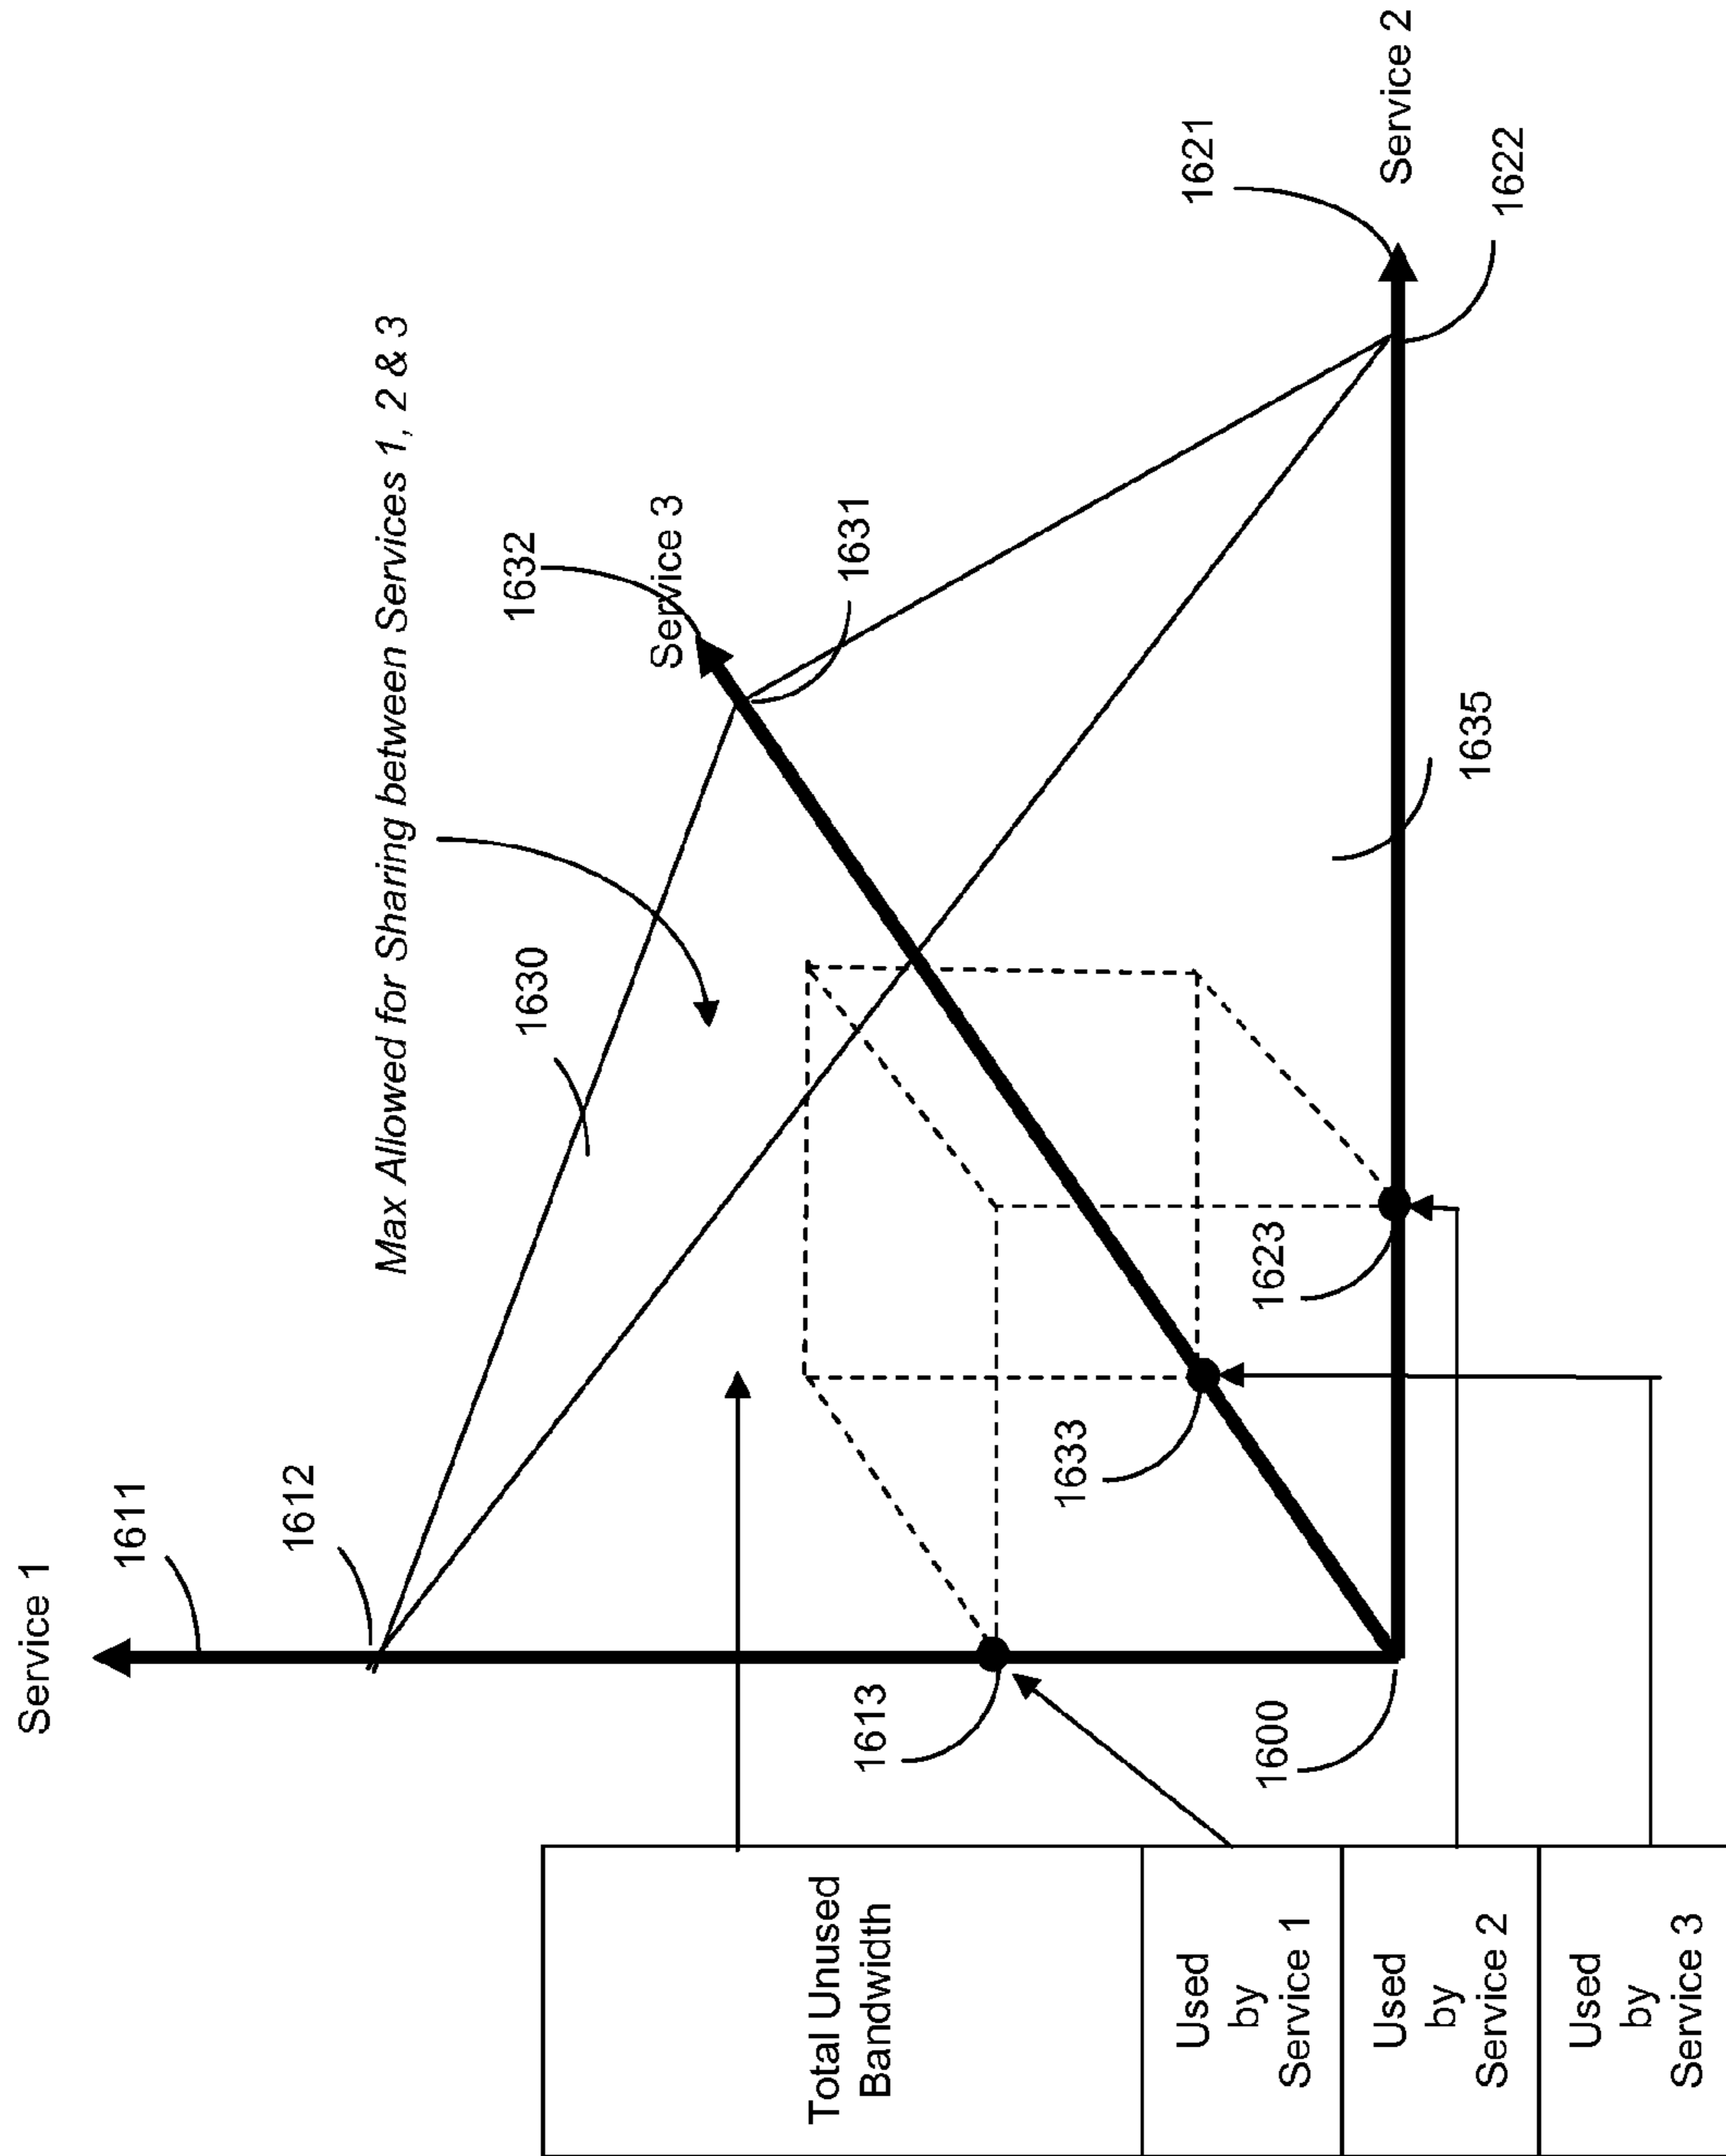 Service 1
1611
1612
Max Allowed for Sharing between Services 1, 2 & 3
1630
1632
Service 3
1631
1621
Service 2
1622
1635
1623
1633
1613
1600
Total Unused
Bandwidth
Used
by
Service 1
Used
by
Service 2
Used
by
Service 3